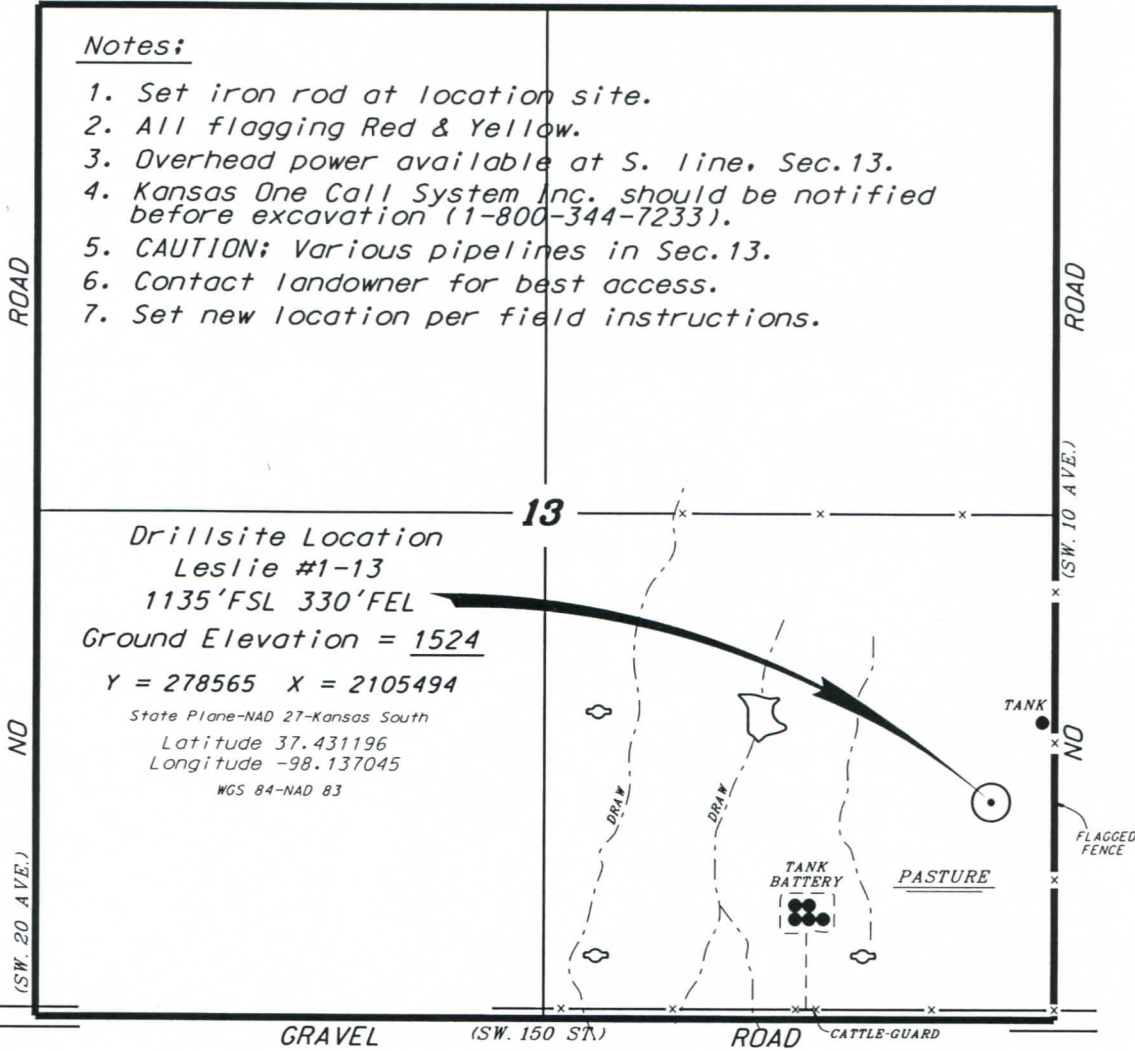 Notes:
1. Set iron rod at location site.
2. All flagging Red & Yellow.
3. Overhead power available at S. line, Sec.13.
4. Kansas One Call System Inc. should be notified
before excavation (1-800-344-7233).
5. CAUTION: Various pipelines in Sec.13.
6. Contact landowner for best access.
7. Set new location per field instructions.
ROAD
ROAD
(SW. 10 AVE.)
13
Drillsite Location
Leslie #1-13
1135'FSL 330'FEL
Ground Elevation = 1524
Y = 278565 X = 2105494
State Plane-NAD 27-Kansas South
Latitude 37.431196
Longitude -98.137045
WGS 84-NAD 83
NO
TANK
NO
DRAW
DRAW
FLAGGED
FENCE
TANK
BATTERY
PASTURE
(SW. 20 AVE.)
GRAVEL
(SW. 150 ST.)
ROAD
CATTLE-GUARD